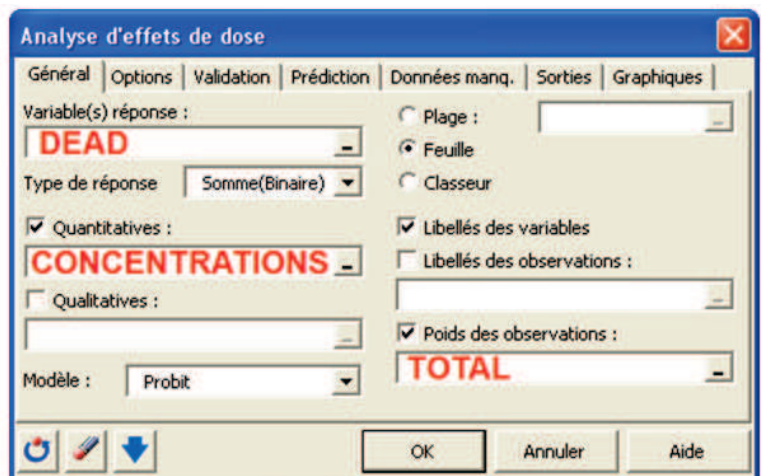 Analyse d'effets de dose
Général | Options | Validation | Prédiction | Données manq. | Sorties | Graphiques
Variable(s) réponse :
DEAD
Type de réponse Somme(Binaire)
Quantitatives :
CONCENTRATIONS
Qualitatives :
Modèle : Probit
Plage :
Feuille
Classeur
Libellés des variables
Libellés des observations :
Poids des observations :
TOTAL
OK Annuler Aide